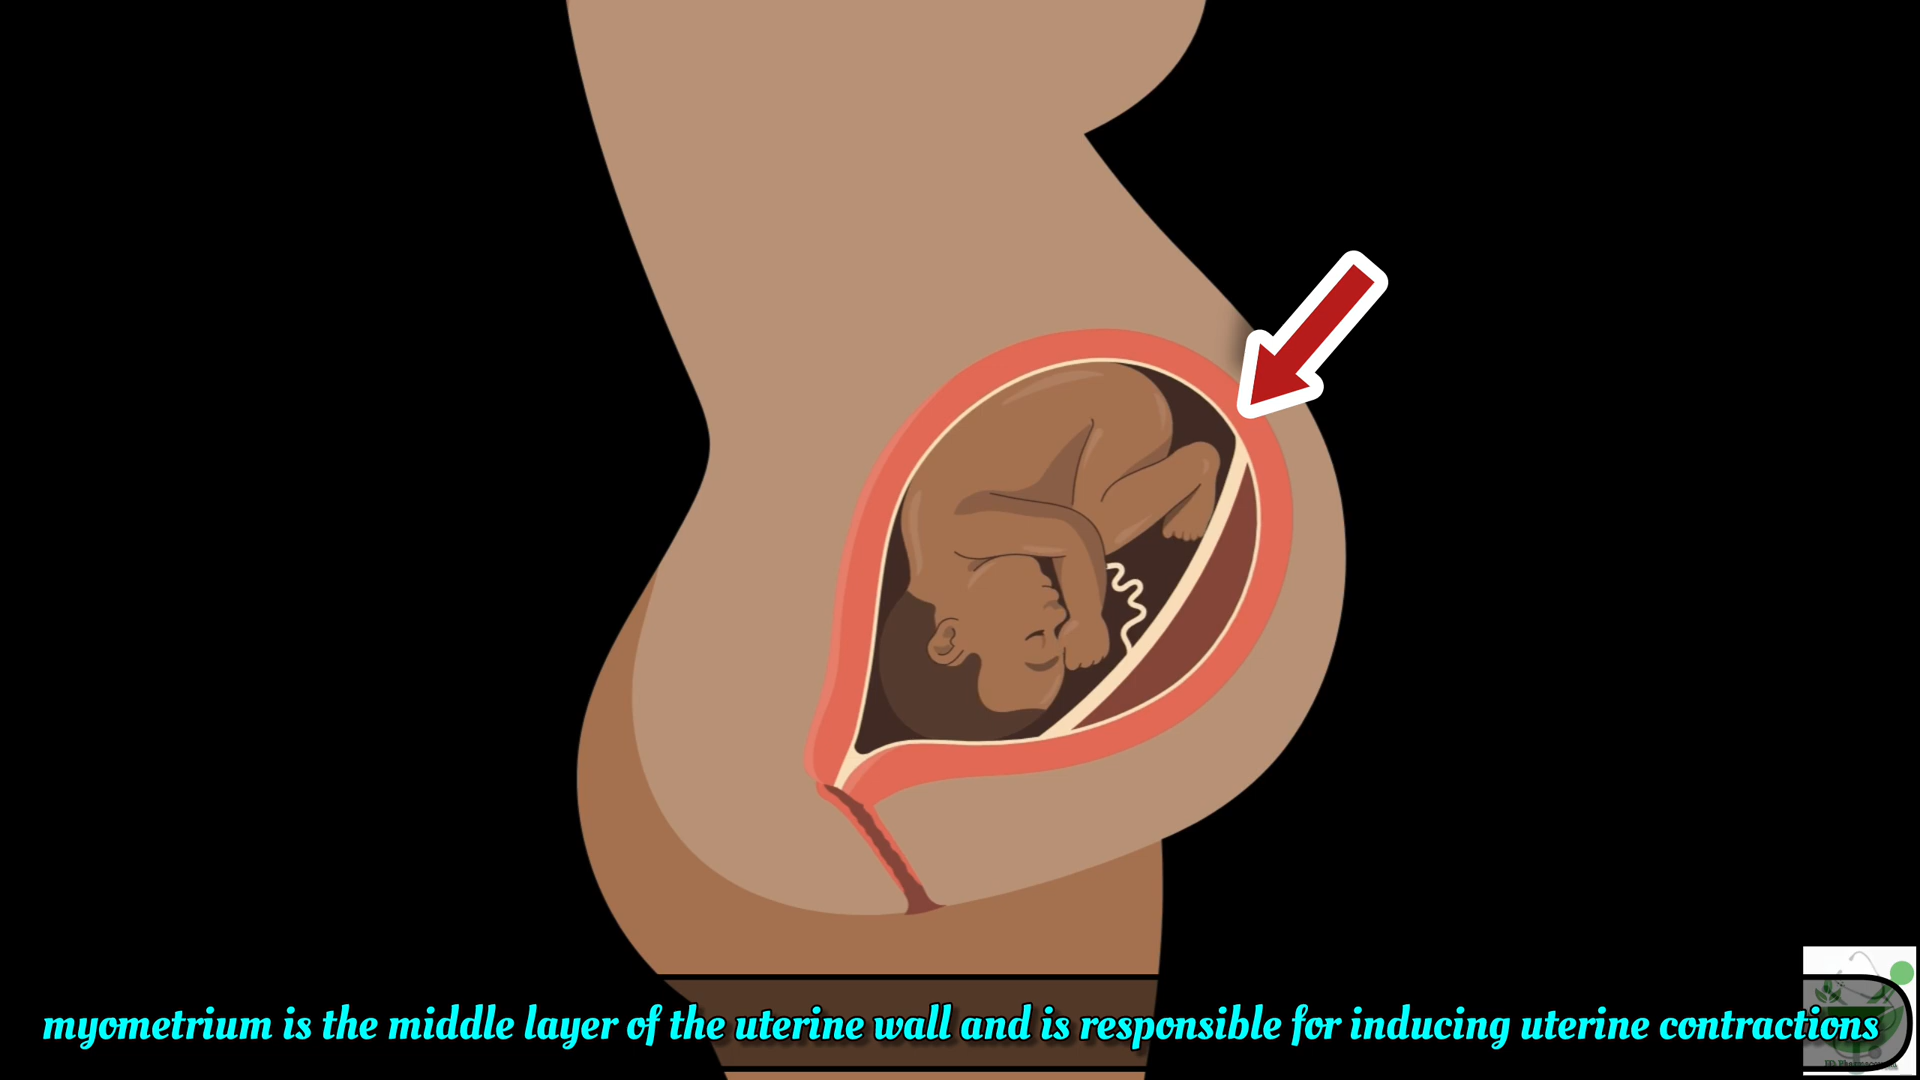 myometrium is the middle layer of the uterine wall and is responsible for inducing uterine contractions